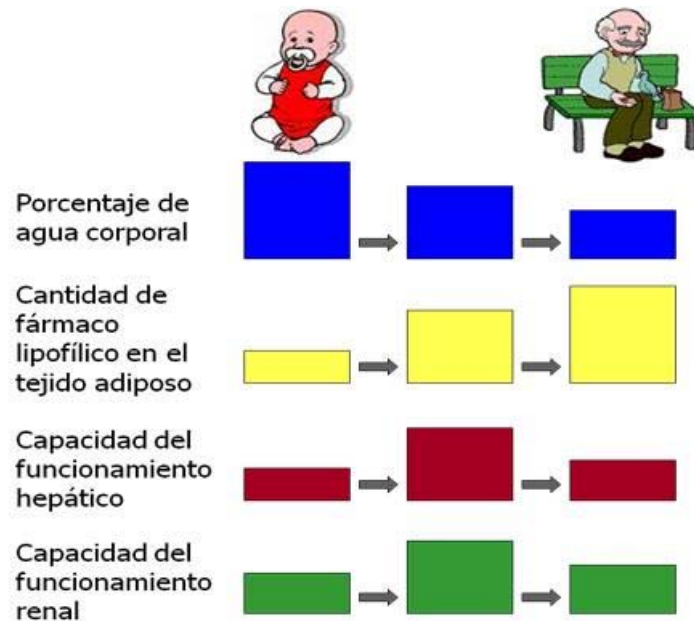 Porcentaje de
agua corporal
Cantidad de
fármaco
lipofílico en el
tejido adiposo
Capacidad del
funcionamiento
hepático
Capacidad del
funcionamiento
renal